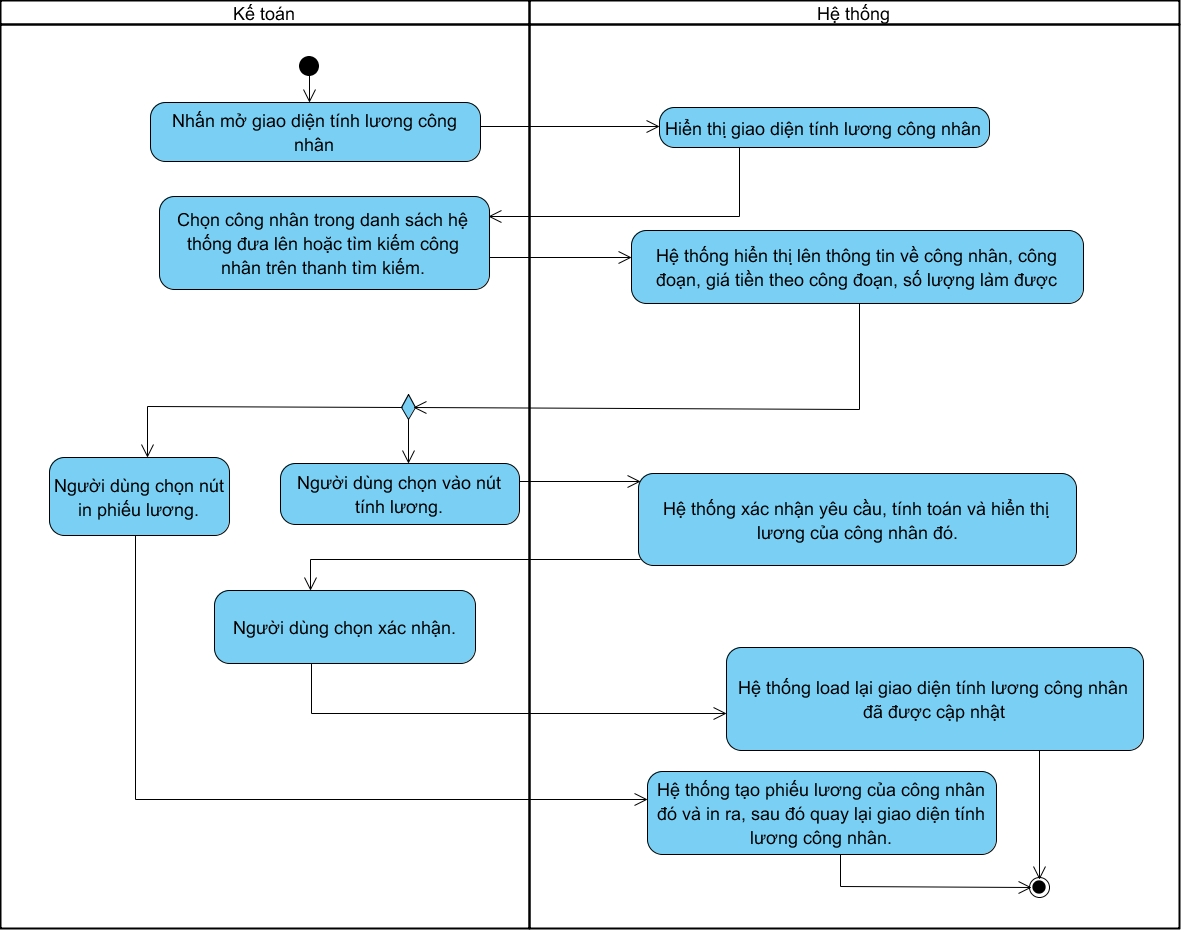 Kế toán
Hệ thống
Nhấn mở giao diện tính lương công
nhân
Hiển thị giao diện tính lương công nhân
Chọn công nhân trong danh sách hệ
thống đưa lên hoặc tìm kiếm công
nhân trên thanh tìm kiếm.
Hệ thống hiển thị lên thông tin về công nhân, công
đoạn, giá tiền theo công đoạn, số lượng làm được
Người dùng chọn nút
in phiếu lương.
Người dùng chọn vảo nút
tính lương.
Hệ thống xác nhận yêu cầu, tính toán và hiển thị
lương của công nhân đó.
Người dùng chọn xác nhận.
Hệ thống load lại giao diện tính lương công nhân
đã được cập nhật
Hệ thống tạo phiếu lương của công nhân
đó và in ra, sau đó quay lại giao diện tính
lương công nhân.